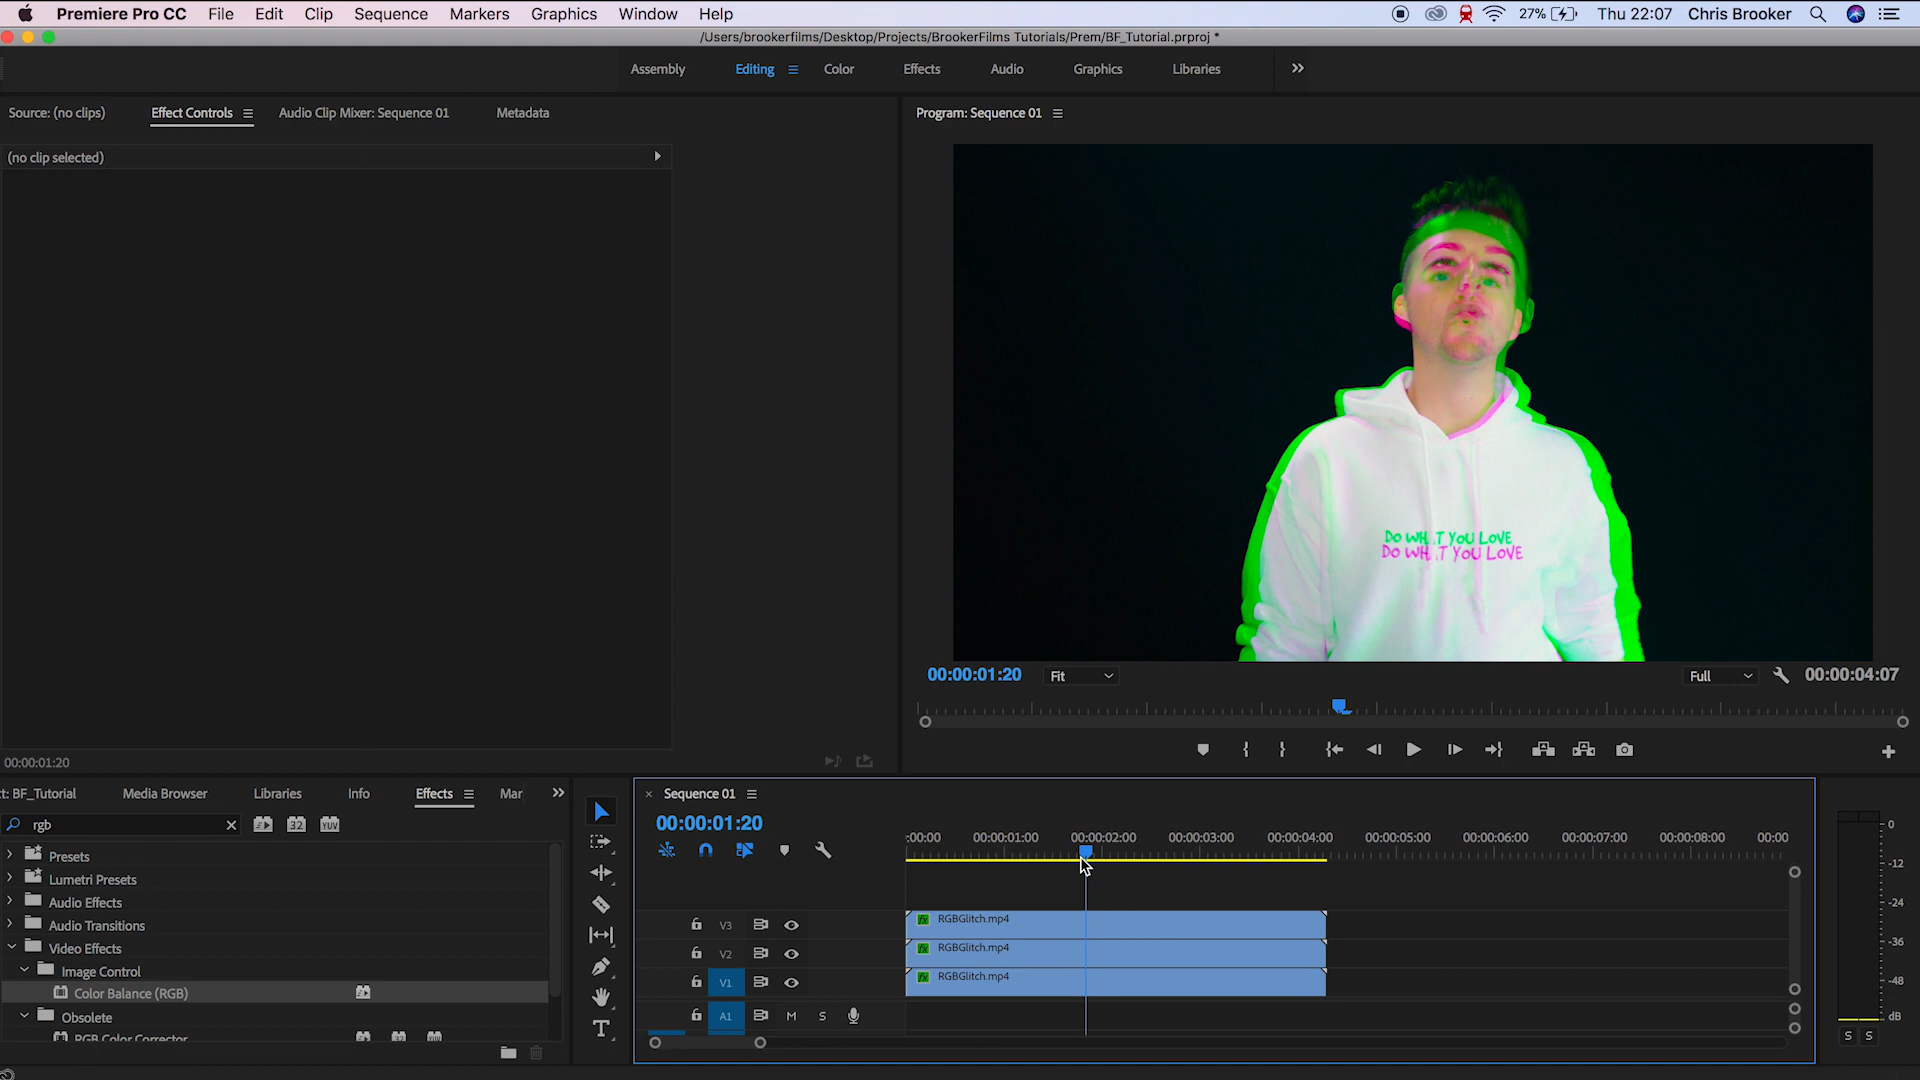 Premiere Pro CC File Edit Clip Sequence Markers Graphics Window Help 27% Thu 22:07 Chris Brooker
/Users/brookerfilms/Desktop/Projects/BrookerFilms Tutorials/Prem/BF_Tutorial.prproj *
Assembly Editing Color Effects Audio Graphics Libraries
Source: (no clips) Effect Controls Audio Clip Mixer: Sequence 01 Metadata Program: Sequence 01
(no clip selected)
DO WHAT YOU LOVE
DO WHAT YOU LOVE
00:00:01:20 Fit Full 00:00:04:07
00:00:01:20
t: BF_Tutorial Media Browser Libraries Info Effects Mar Sequence 01
rgb 32 YUV 00:00:01:20
:00:00 00:00:01:00 00:00:02:00 00:00:03:00 00:00:04:00 00:00:05:00 00:00:06:00 00:00:07:00 00:00:08:00 00:00
Presets
Lumetri Presets
Audio Effects
Audio Transitions
Video Effects
Image Control
Color Balance (RGB)
Obsolete
RGB Color Corrector
V3 fx RGBGlitch.mp4
V2 fx RGBGlitch.mp4
V1 fx RGBGlitch.mp4
A1 M S
0
-12
-24
-36
-48
dB
S S